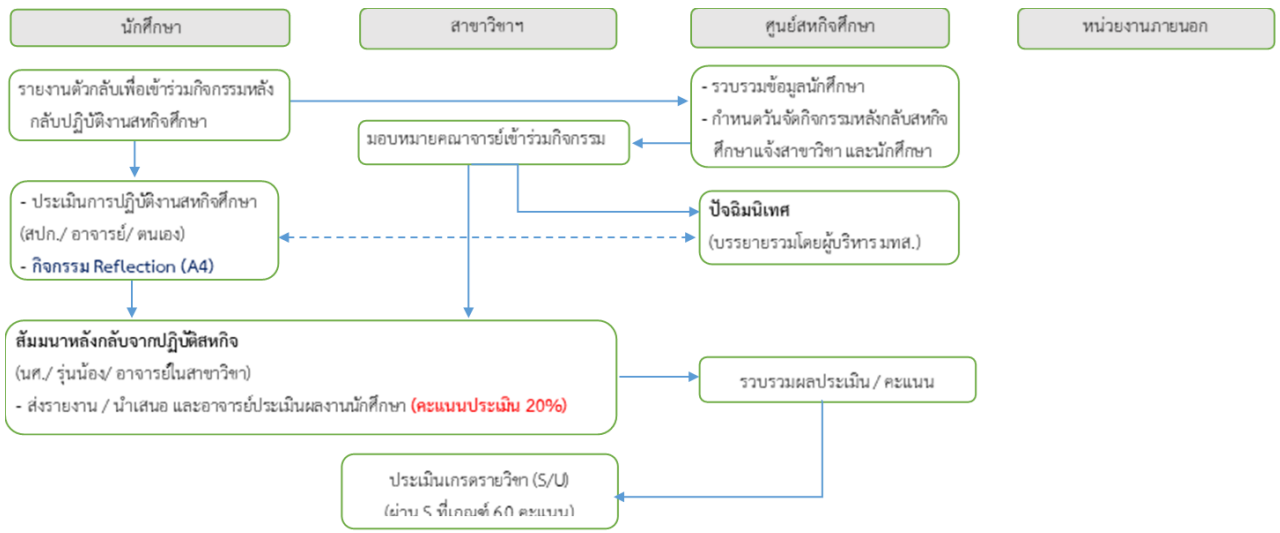 นักศึกษา
สาขาวิชาฯ
ศูนย์สหกิจศึกษา
หน่วยงานภายนอก
รายงานตัวกลับเพื่อเข้าร่วมกิจกรรมหลัง
กลับปฏิบัติงานสหกิจศึกษา
- รวบรวมข้อมูลนักศึกษา
- กำหนดวันจัดกิจกรรมหลังกลับสหกิจ
ศึกษาแจ้งสาขาวิชา และนักศึกษา
มอบหมายคณาจารย์เข้าร่วมกิจกรรม
- ประเมินการปฏิบัติงานสหกิจศึกษา
(สปก./ อาจารย์/ ตนเอง)
- กิจกรรม Reflection (A4)
ปัจฉิมนิเทศ
(บรรยายรวมโดยผู้บริหาร มทส.)
สัมมนาหลังกลับจากปฏิบัติสหกิจ
(นศ./ รุ่นน้อง/ อาจารย์ในสาขาวิชา)
- ส่งรายงาน / นำเสนอ และอาจารย์ประเมินผลงานนักศึกษา (คะแนนประเมิน 20%)
รวบรวมผลประเมิน / คะแนน
ประเมินเกรดรายวิชา (S/U)
(ผ่าน S ที่เกณฑ์ 60 คะแนน)